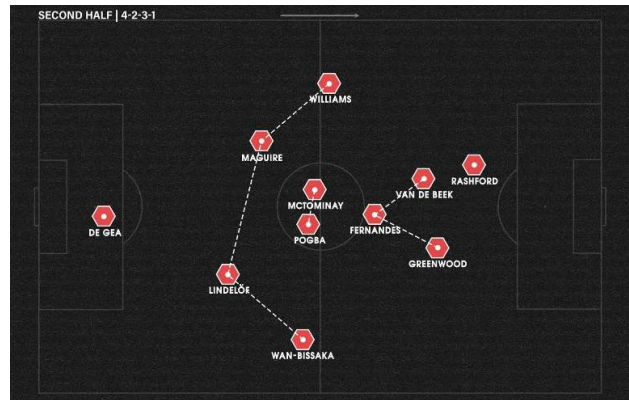 SECOND HALF | 4-2-3-1
WILLIAMS
MAGUIRE
RASHFORD
VAN DE BEEK
MCTOMINAY
FERNANDES
DE GEA
POGBA
GREENWOOD
LINDELOF
WAN-BISSAKA